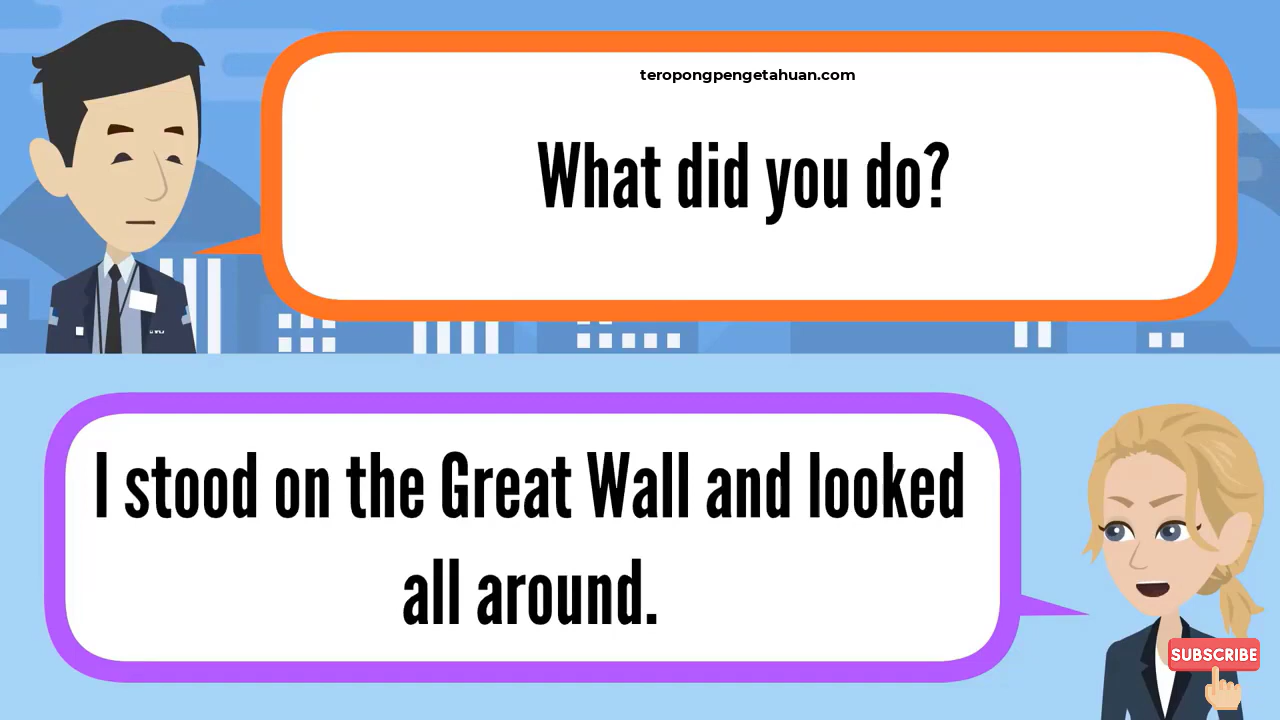 teropongpengetahuan.com
What did you do?
I stood on the Great Wall and looked
all around.
SUBSCRIBE